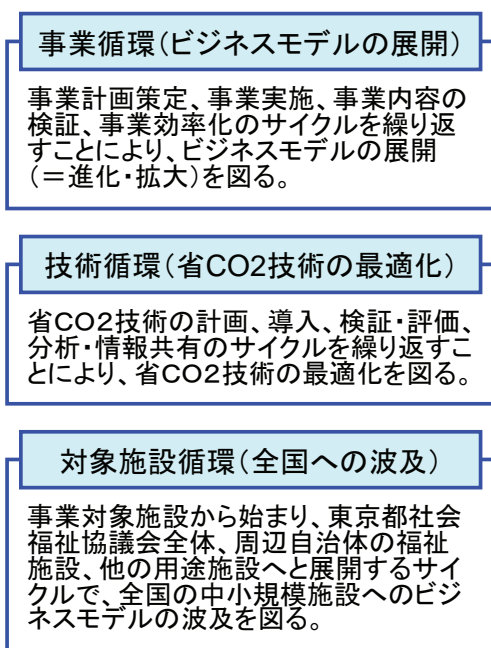 事業循環(ビジネスモデルの展開)
事業計画策定、事業実施、事業内容の
検証、事業効率化のサイクルを繰り返
すことにより、ビジネスモデルの展開
(=進化・拡大)を図る。
技術循環(省CO2技術の最適化)
省CO2技術の計画、導入、検証・評価、
分析・情報共有のサイクルを繰り返すこ
とにより、省CO2技術の最適化を図る。
対象施設循環(全国への波及)
事業対象施設から始まり、東京都社会
福祉協議会全体、周辺自治体の福祉
施設、他の用途施設へと展開するサイ
クルで、全国の中小規模施設へのビジ
ネスモデルの波及を図る。